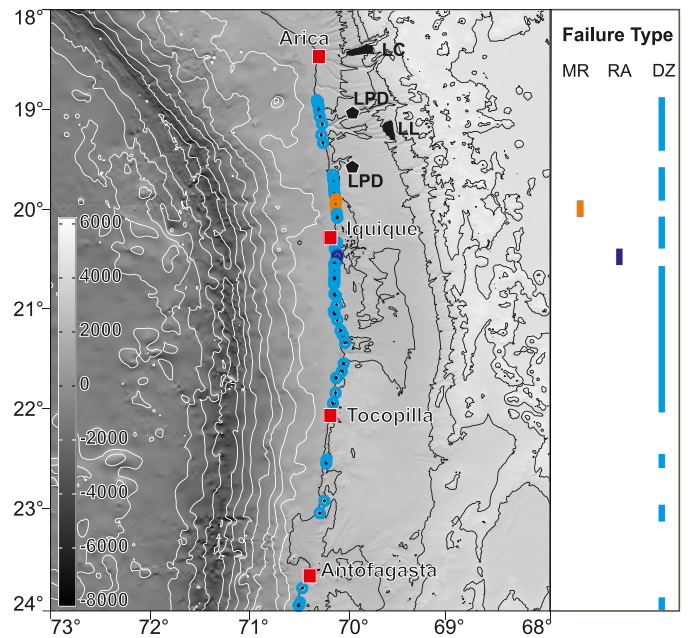 18°
19°
20°
21°
22°
23°
24°
73°
72°
71°
70°
69°
68°
6000
4000
2000
0
-2000
-4000
-6000
-8000
Arica
LC
LPD
LL
LPD
Iquique
Tocopilla
Antofagasta
Failure Type
MR RA DZ